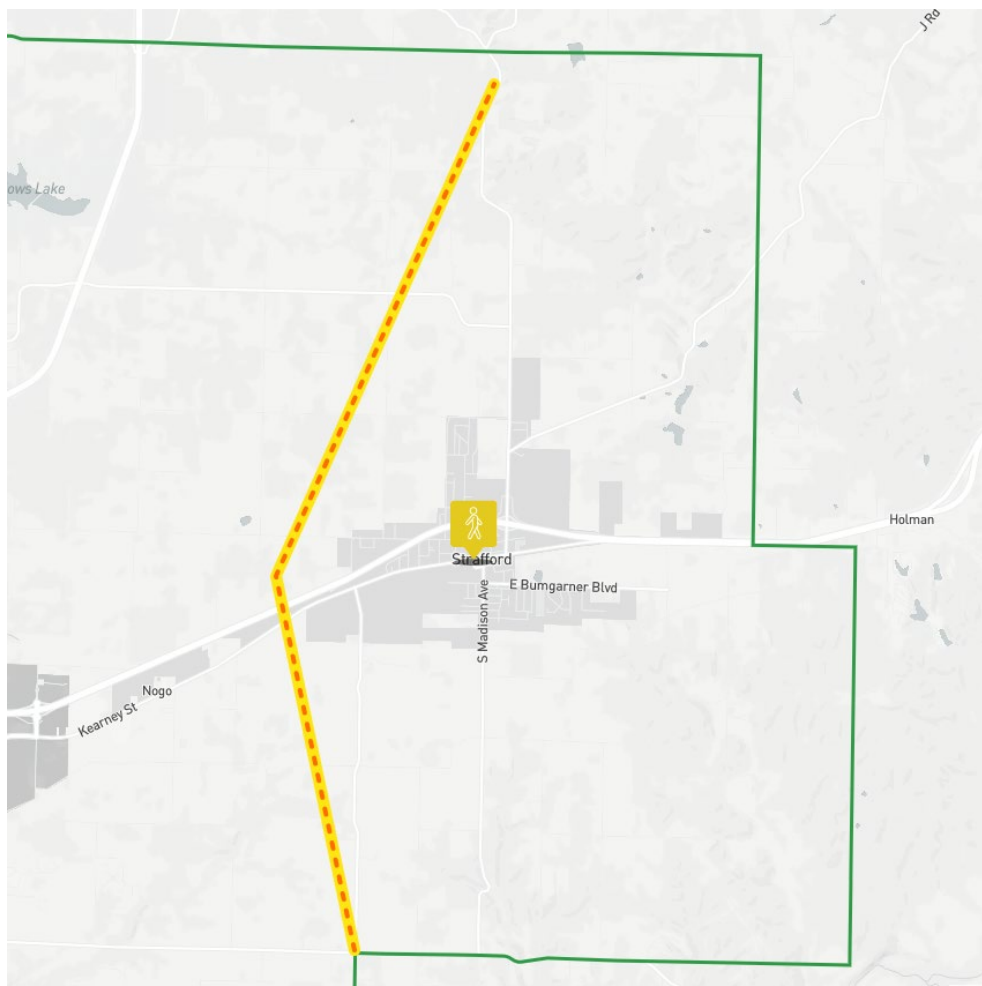 J Rd
ows Lake
Holman
Strafford
E Bumgarner Blvd
S Madison Ave
Nogo
Kearney St